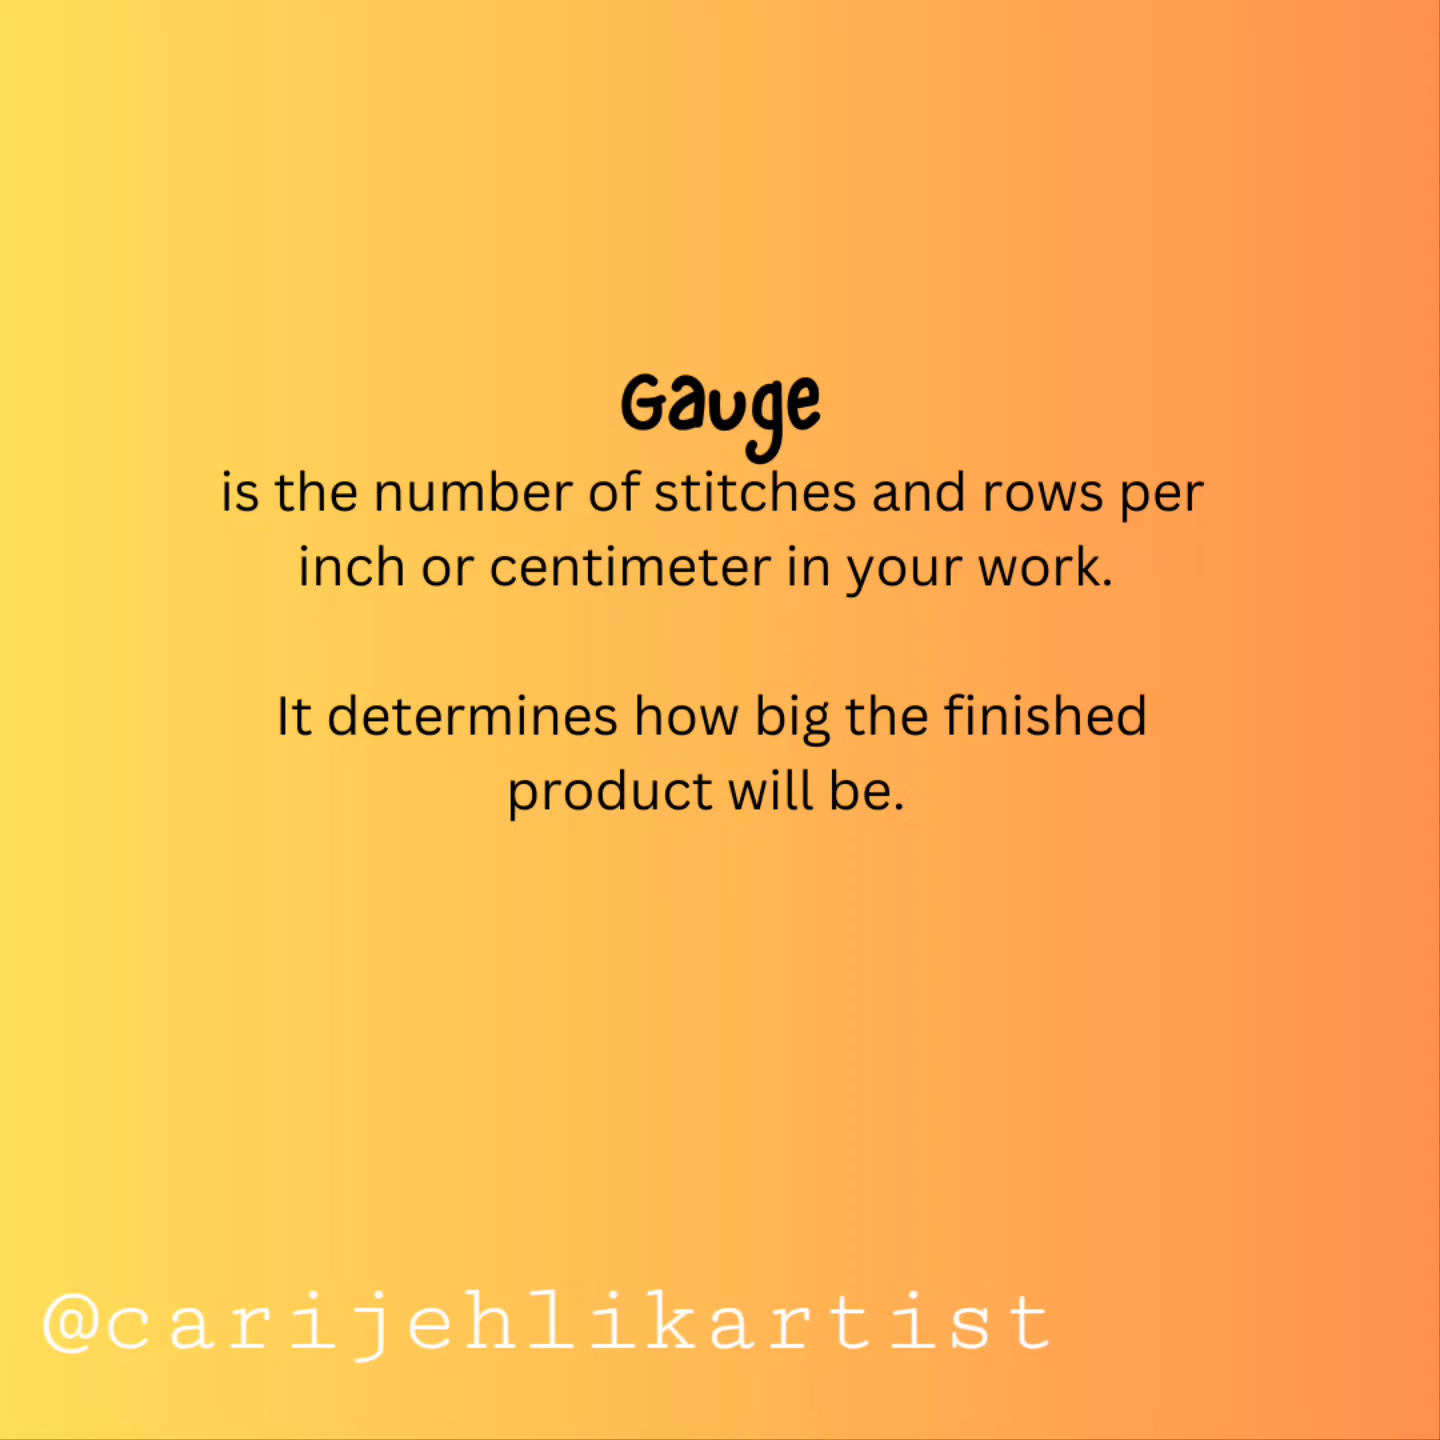 Gauge
is the number of stitches and rows per
inch or centimeter in your work.
It determines how big the finished
product will be.
@carijehlikartist